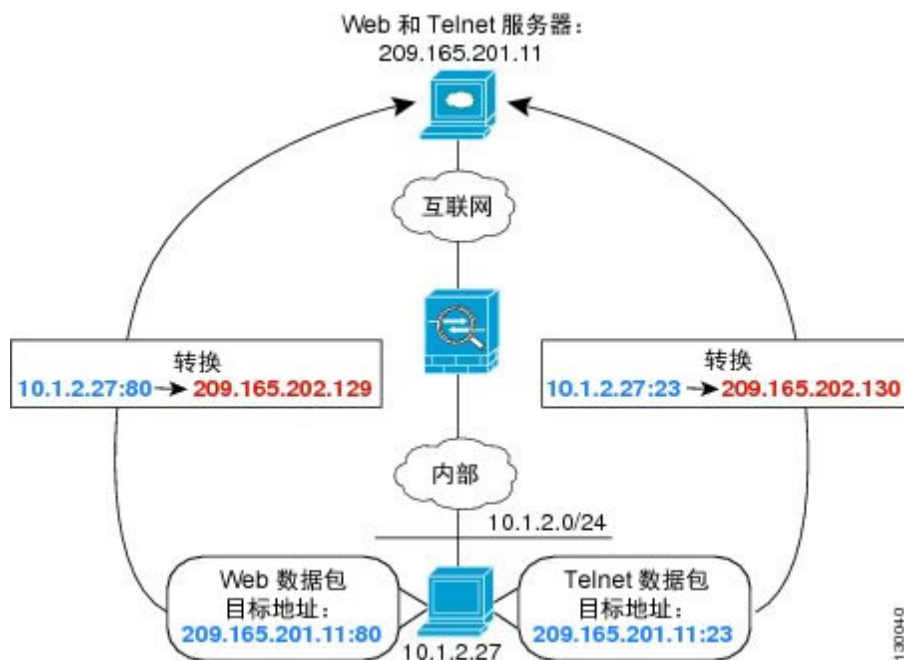 Web 和 Telnet 服务器：
209.165.201.11
互联网
转换
10.1.2.27:80 → 209.165.202.129
转换
10.1.2.27:23 → 209.165.202.130
内部
10.1.2.0/24
Web 数据包
目标地址：
209.165.201.11:80
Telnet 数据包
目标地址：
209.165.201.11:23
10.1.2.27
130040